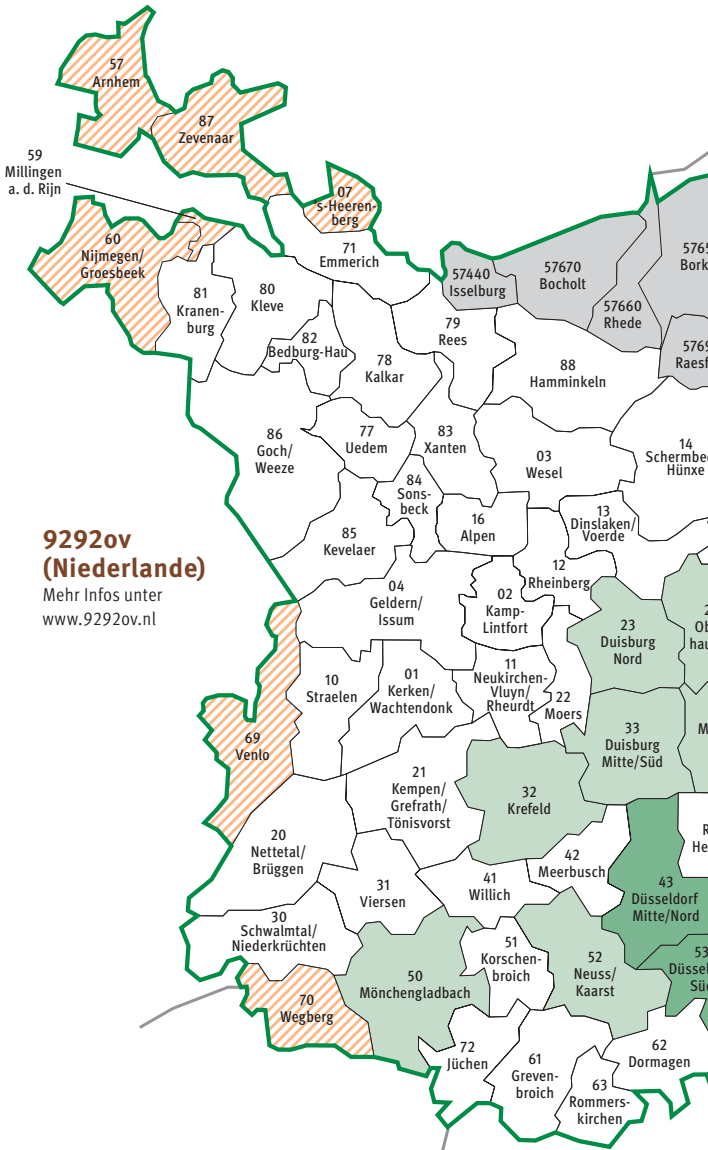 57
Arnhem
87
Zevenaar
59
Millingen
a. d. Rijn
07
's-Heeren-
berg
60
Nijmegen/
Groesbeek
71
Emmerich
57440
Isselburg
57670
Bocholt
57660
Rhede
81
Kranen-
burg
80
Kleve
82
Bedburg-Hau
78
Kalkar
79
Rees
88
Hamminkeln
86
Goch/
Weeze
77
Uedem
83
Xanten
03
Wesel
14
Hünxe
84
Sons-
beck
16
Alpen
13
Dinslaken/
Voerde
85
Kevelaer
12
Rheinberg
9292ov
(Niederlande)
Mehr Infos unter
www.9292ov.nl
04
Geldern/
Issum
02
Kamp-
Lintfort
23
Duisburg
Nord
10
Straelen
01
Kerken/
Wachtendonk
11
Neukirchen-
Vluyn/
Rheurdt
22
Moers
69
Venlo
33
Duisburg
Mitte/Süd
21
Kempen/
Grefrath/
Tönisvorst
32
Krefeld
20
Nettetal/
Brüggen
42
Meerbusch
31
Viersen
41
Willich
43
Düsseldorf
Mitte/Nord
30
Schwalmtal/
Niederkrüchten
51
Korschen-
broich
52
Neuss/
Kaarst
53
50
Mönchengladbach
70
Wegberg
72
Jüchen
61
Greven-
broich
62
Dormagen
63
Rommers-
kirchen